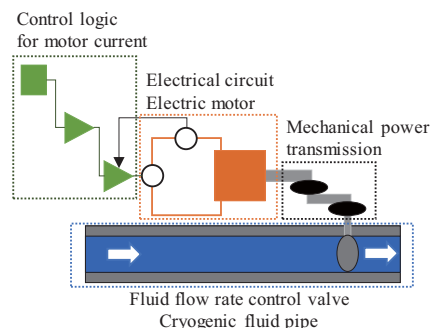 Control logic
for motor current
Electrical circuit
Electric motor
Mechanical power
transmission
Fluid flow rate control valve
Cryogenic fluid pipe